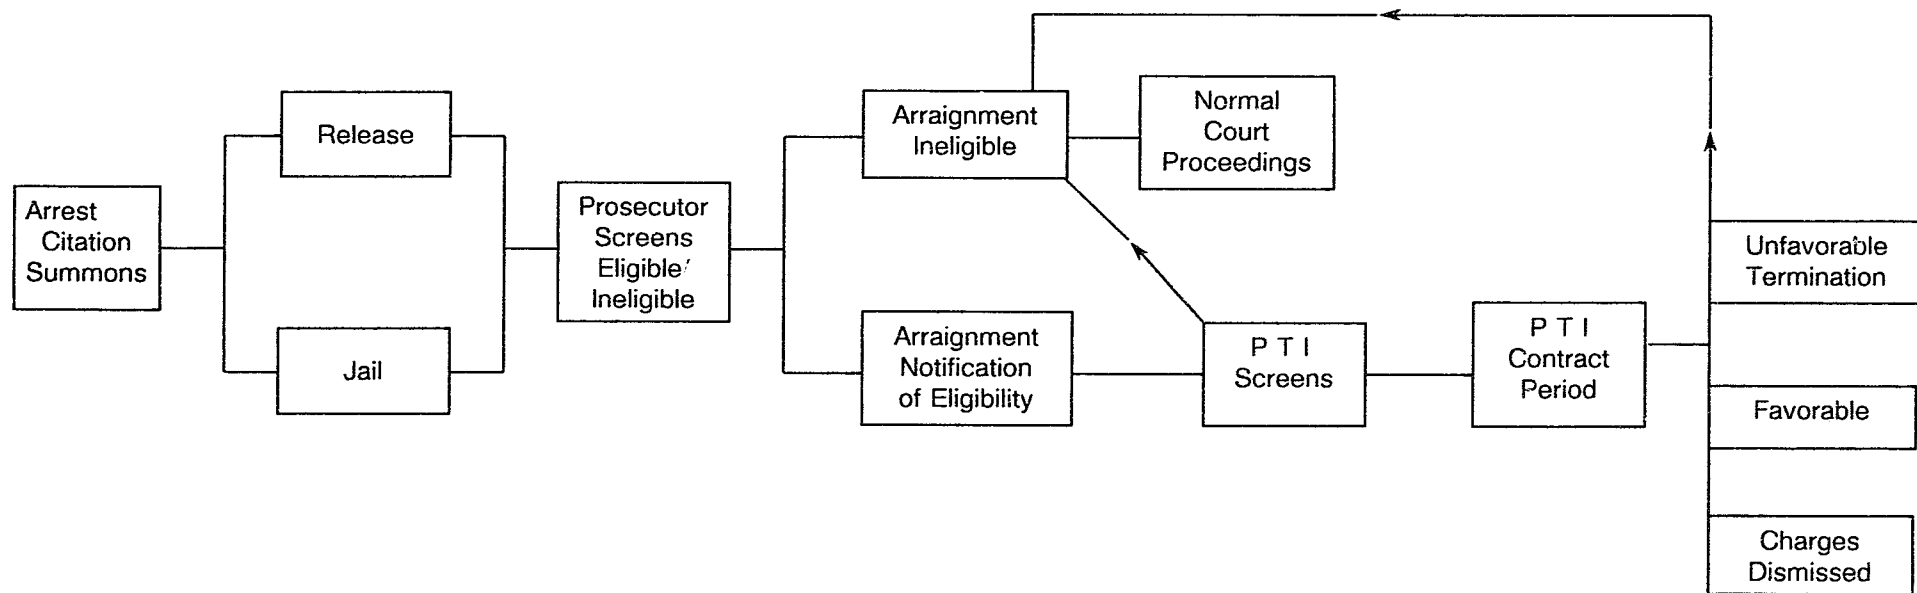 Arrest
Citation
Summons
Release
Jail
Prosecutor
Screens
Eligible/
Ineligible
Arraignment
Ineligible
Normal
Court
Proceedings
Arraignment
Notification
of Eligibility
P T I
Screens
P T I
Contract
Period
Unfavorable
Termination
Favorable
Charges
Dismissed